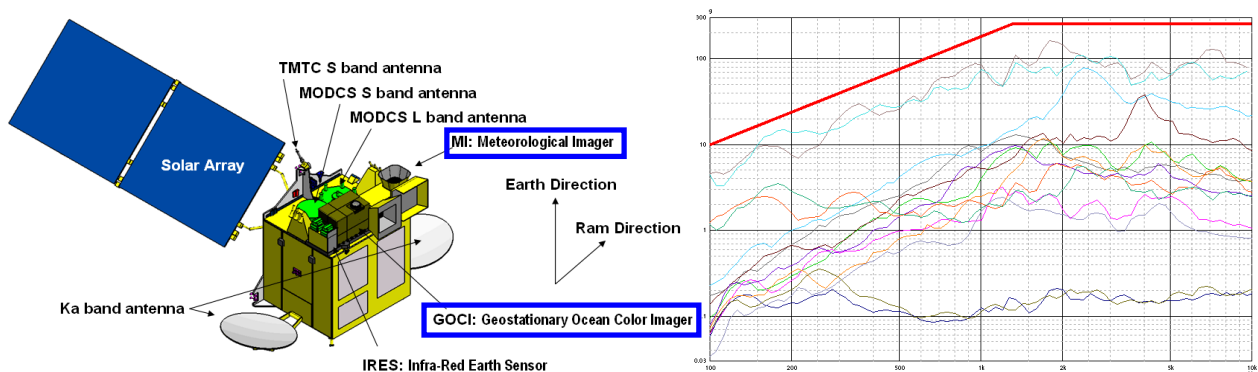 TMTC S band antenna
MODCS S band antenna
MODCS L band antenna
MI: Meteorological Imager
Solar Array
Earth Direction
Ram Direction
Ka band antenna
GOCI: Geostationary Ocean Color Imager
IRES: Infra-Red Earth Sensor
g
300
100
10
1
0.1
0.03
100
200
500
1k
2k
5k
10k